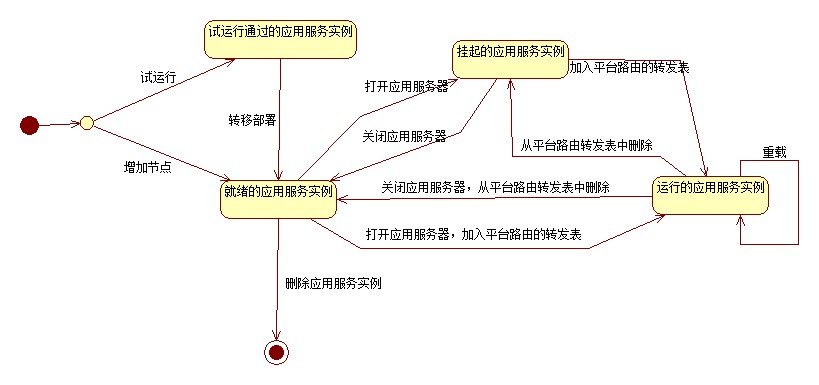 试运行通过的应用服务实例
挂起的应用服务实例
加入平台路由的转发表
试运行
打开应用服务器
转移部署
关闭应用服务器
从平台路由转发表中删除
重载
增加节点
就绪的应用服务实例
关闭应用服务器，从平台路由转发表中删除
运行的应用服务实例
打开应用服务器，加入平台路由的转发表
删除应用服务实例